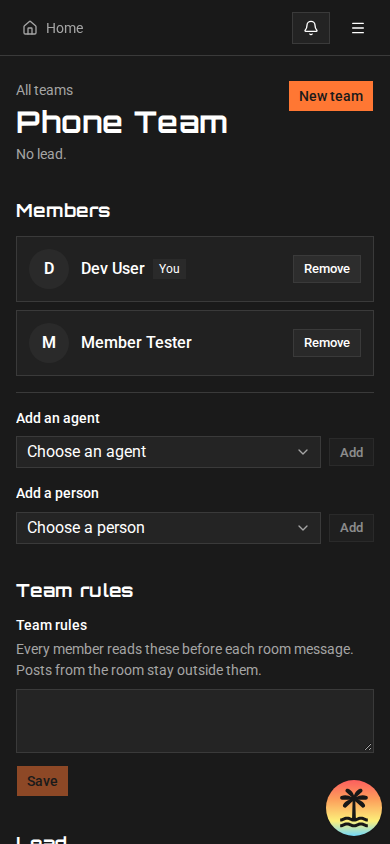 Home
All teams
New team
Phone Team
No lead.
Members
D
Dev User
You
Remove
M
Member Tester
Remove
Add an agent
Choose an agent
Add
Add a person
Choose a person
Add
Team rules
Team rules
Every member reads these before each room message.
Posts from the room stay outside them.
Save
Lead